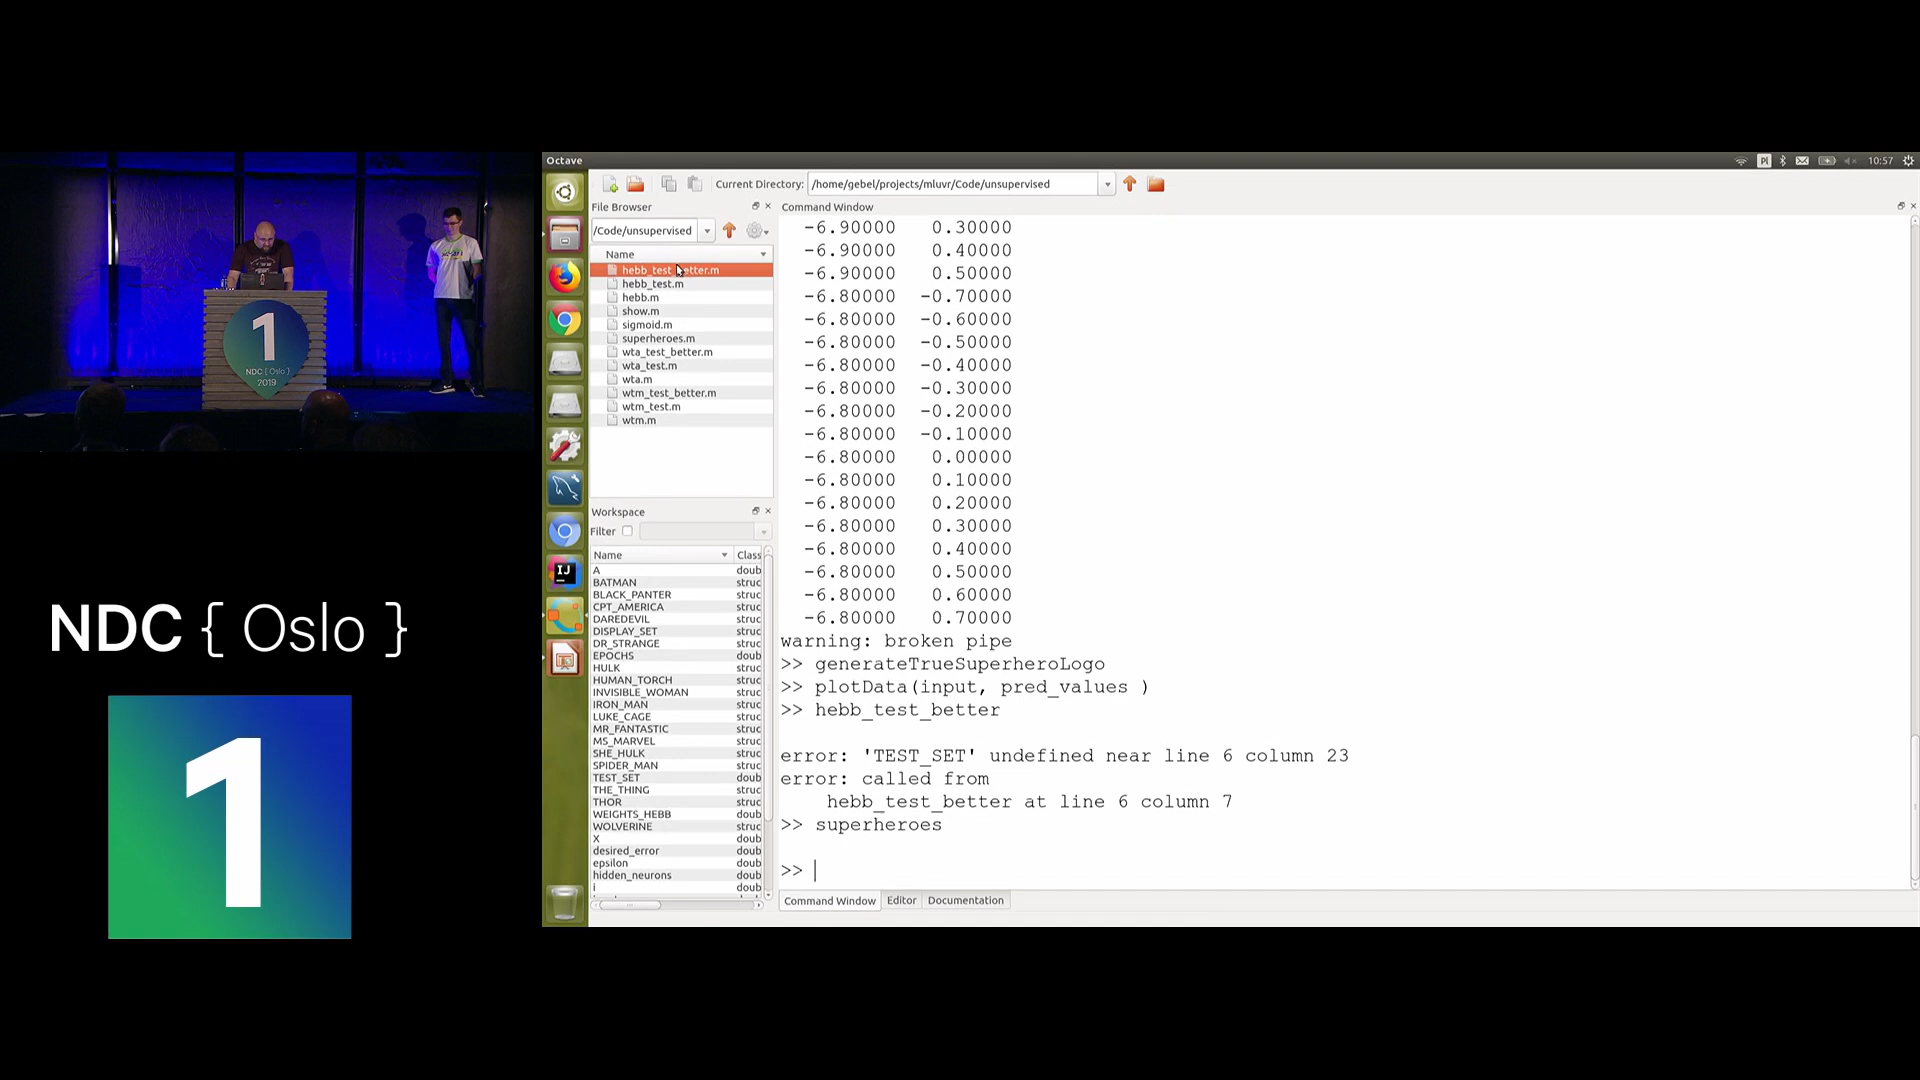 1
NDC { Oslo }
2019
NDC { Oslo }
1
Octave
Pl
10:57
Current Directory:
/home/gebel/projects/mluvr/Code/unsupervised
File Browser
/Code/unsupervised
Name
hebb_test_better.m
hebb_test.m
hebb.m
show.m
sigmoid.m
superheroes.m
wta_test_better.m
wta_test.m
wta.m
wtm_test_better.m
wtm_test.m
wtm.m
Workspace
Filter
Name Class
A doub
BATMAN struc
BLACK_PANTER struc
CPT_AMERICA struc
DAREDEVIL struc
DISPLAY_SET struc
DR_STRANGE struc
EPOCHS doub
HULK struc
HUMAN_TORCH struc
INVISIBLE_WOMAN struc
IRON_MAN struc
LUKE_CAGE struc
MR_FANTASTIC struc
MS_MARVEL struc
SHE_HULK struc
SPIDER_MAN struc
TEST_SET doub
THE_THING struc
THOR struc
WEIGHTS_HEBB doub
WOLVERINE struc
X doub
desired_error doub
epsilon doub
hidden_neurons doub
i doub
Command Window
-6.90000 0.30000
-6.90000 0.40000
-6.90000 0.50000
-6.80000 -0.70000
-6.80000 -0.60000
-6.80000 -0.50000
-6.80000 -0.40000
-6.80000 -0.30000
-6.80000 -0.20000
-6.80000 -0.10000
-6.80000 0.00000
-6.80000 0.10000
-6.80000 0.20000
-6.80000 0.30000
-6.80000 0.40000
-6.80000 0.50000
-6.80000 0.60000
-6.80000 0.70000
warning: broken pipe
>> generateTrueSuperheroLogo
>> plotData(input, pred_values )
>> hebb_test_better
error: 'TEST_SET' undefined near line 6 column 23
error: called from
hebb_test_better at line 6 column 7
>> superheroes
>>
Command Window Editor Documentation
IJ